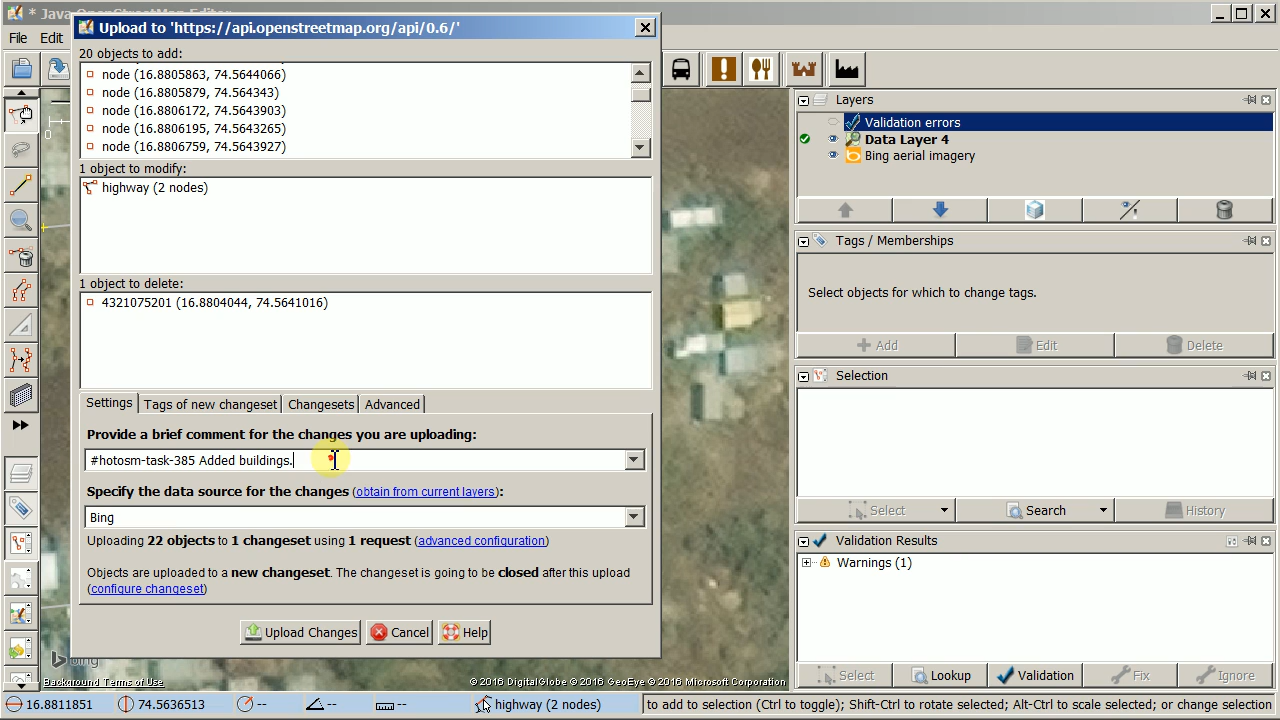 * Java OpenStreetMap Editor
File Edit
Upload to 'https://api.openstreetmap.org/api/0.6/'
20 objects to add:
node (16.8805863, 74.5644066)
node (16.8805879, 74.564343)
node (16.8806172, 74.5643903)
node (16.8806195, 74.5643265)
node (16.8806759, 74.5643927)
1 object to modify:
highway (2 nodes)
1 object to delete:
4321075201 (16.8804044, 74.5641016)
Settings
Tags of new changeset
Changesets
Advanced
Provide a brief comment for the changes you are uploading:
#hotosm-task-385 Added buildings.
Specify the data source for the changes (obtain from current layers):
Bing
Uploading 22 objects to 1 changeset using 1 request (advanced configuration)
Objects are uploaded to a new changeset. The changeset is going to be closed after this upload
(configure changeset)
Upload Changes
Cancel
Help
0
Layers
Validation errors
Data Layer 4
Bing aerial imagery
Tags / Memberships
Select objects for which to change tags.
Add
Edit
Delete
Selection
Select
Search
History
Validation Results
Warnings (1)
Select
Lookup
Validation
Fix
Ignore
bing
Background Terms of Use
© 2016 DigitalGlobe © 2016 GeoEye © 2016 Microsoft Corporation
16.8811851
74.5636513
--
--
--
highway (2 nodes)
to add to selection (Ctrl to toggle); Shift-Ctrl to rotate selected; Alt-Ctrl to scale selected; or change selection